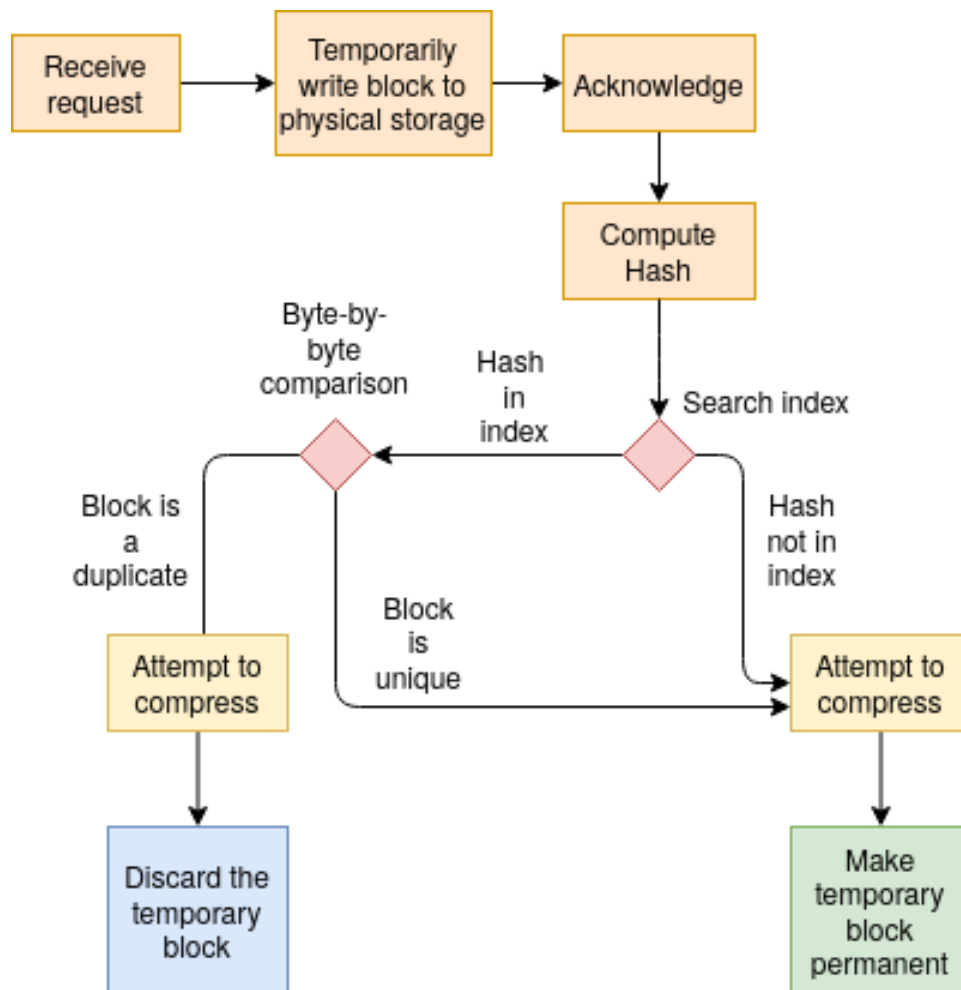 Receive
request
Temporarily
write block to
physical storage
Acknowledge
Compute
Hash
Search index
Hash
in
index
Byte-by-
byte
comparison
Hash
not in
index
Block is
a
duplicate
Block
is
unique
Attempt to
compress
Attempt to
compress
Discard the
temporary
block
Make
temporary
block
permanent